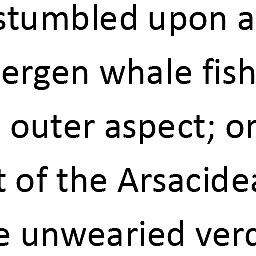 stumbled upon a
ergen whale fish
outer aspect; or
t of the Arsacidea
e unwearied verd